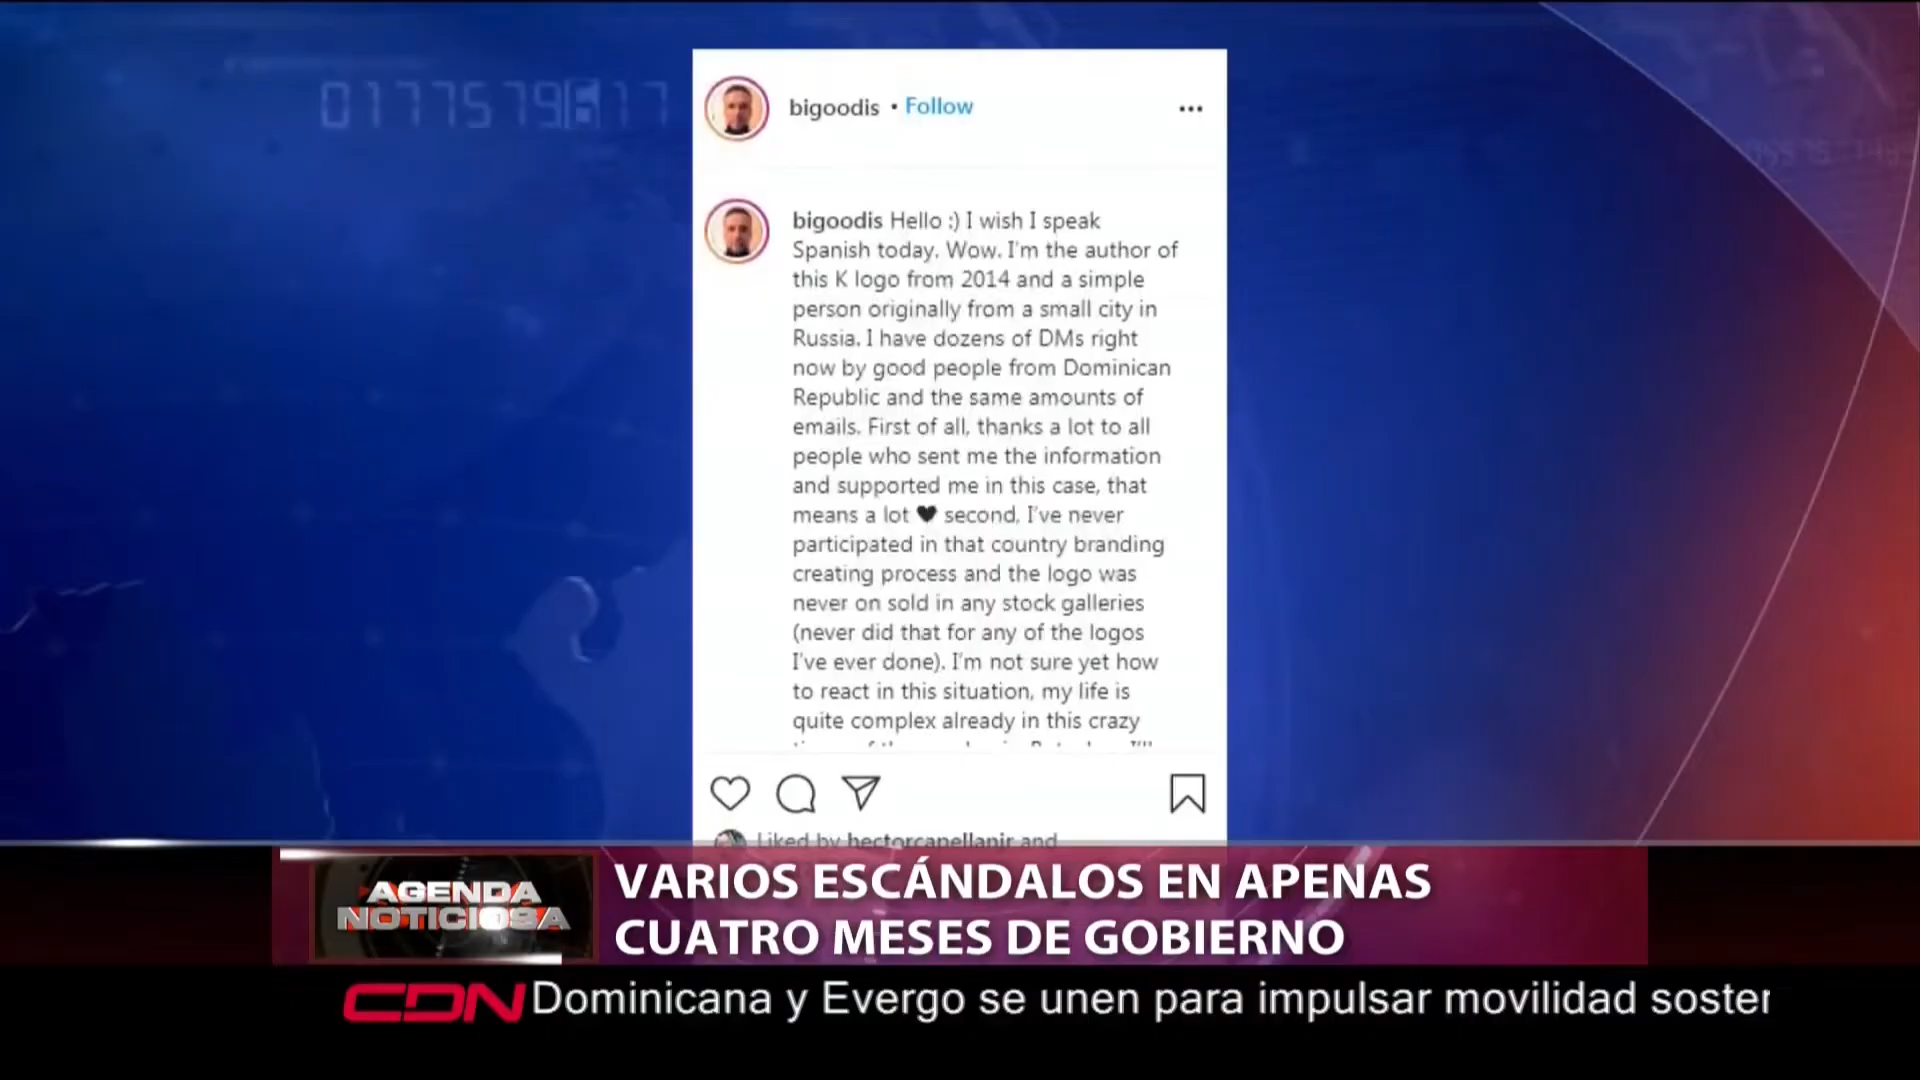 0177579617
bigoodis • Follow
bigoodis Hello :) I wish I speak
Spanish today. Wow. I'm the author of
this K logo from 2014 and a simple
person originally from a small city in
Russia. I have dozens of DMs right
now by good people from Dominican
Republic and the same amounts of
emails. First of all, thanks a lot to all
people who sent me the information
and supported me in this case, that
means a lot 🖤 second, I've never
participated in that country branding
creating process and the logo was
never on sold in any stock galleries
(never did that for any of the logos
I've ever done). I'm not sure yet how
to react in this situation, my life is
quite complex already in this crazy
Liked by hectorcapellanjr and
AGENDA
NOTICIOSA
VARIOS ESCÁNDALOS EN APENAS
CUATRO MESES DE GOBIERNO
CDN Dominicana y Evergo se unen para impulsar movilidad soster